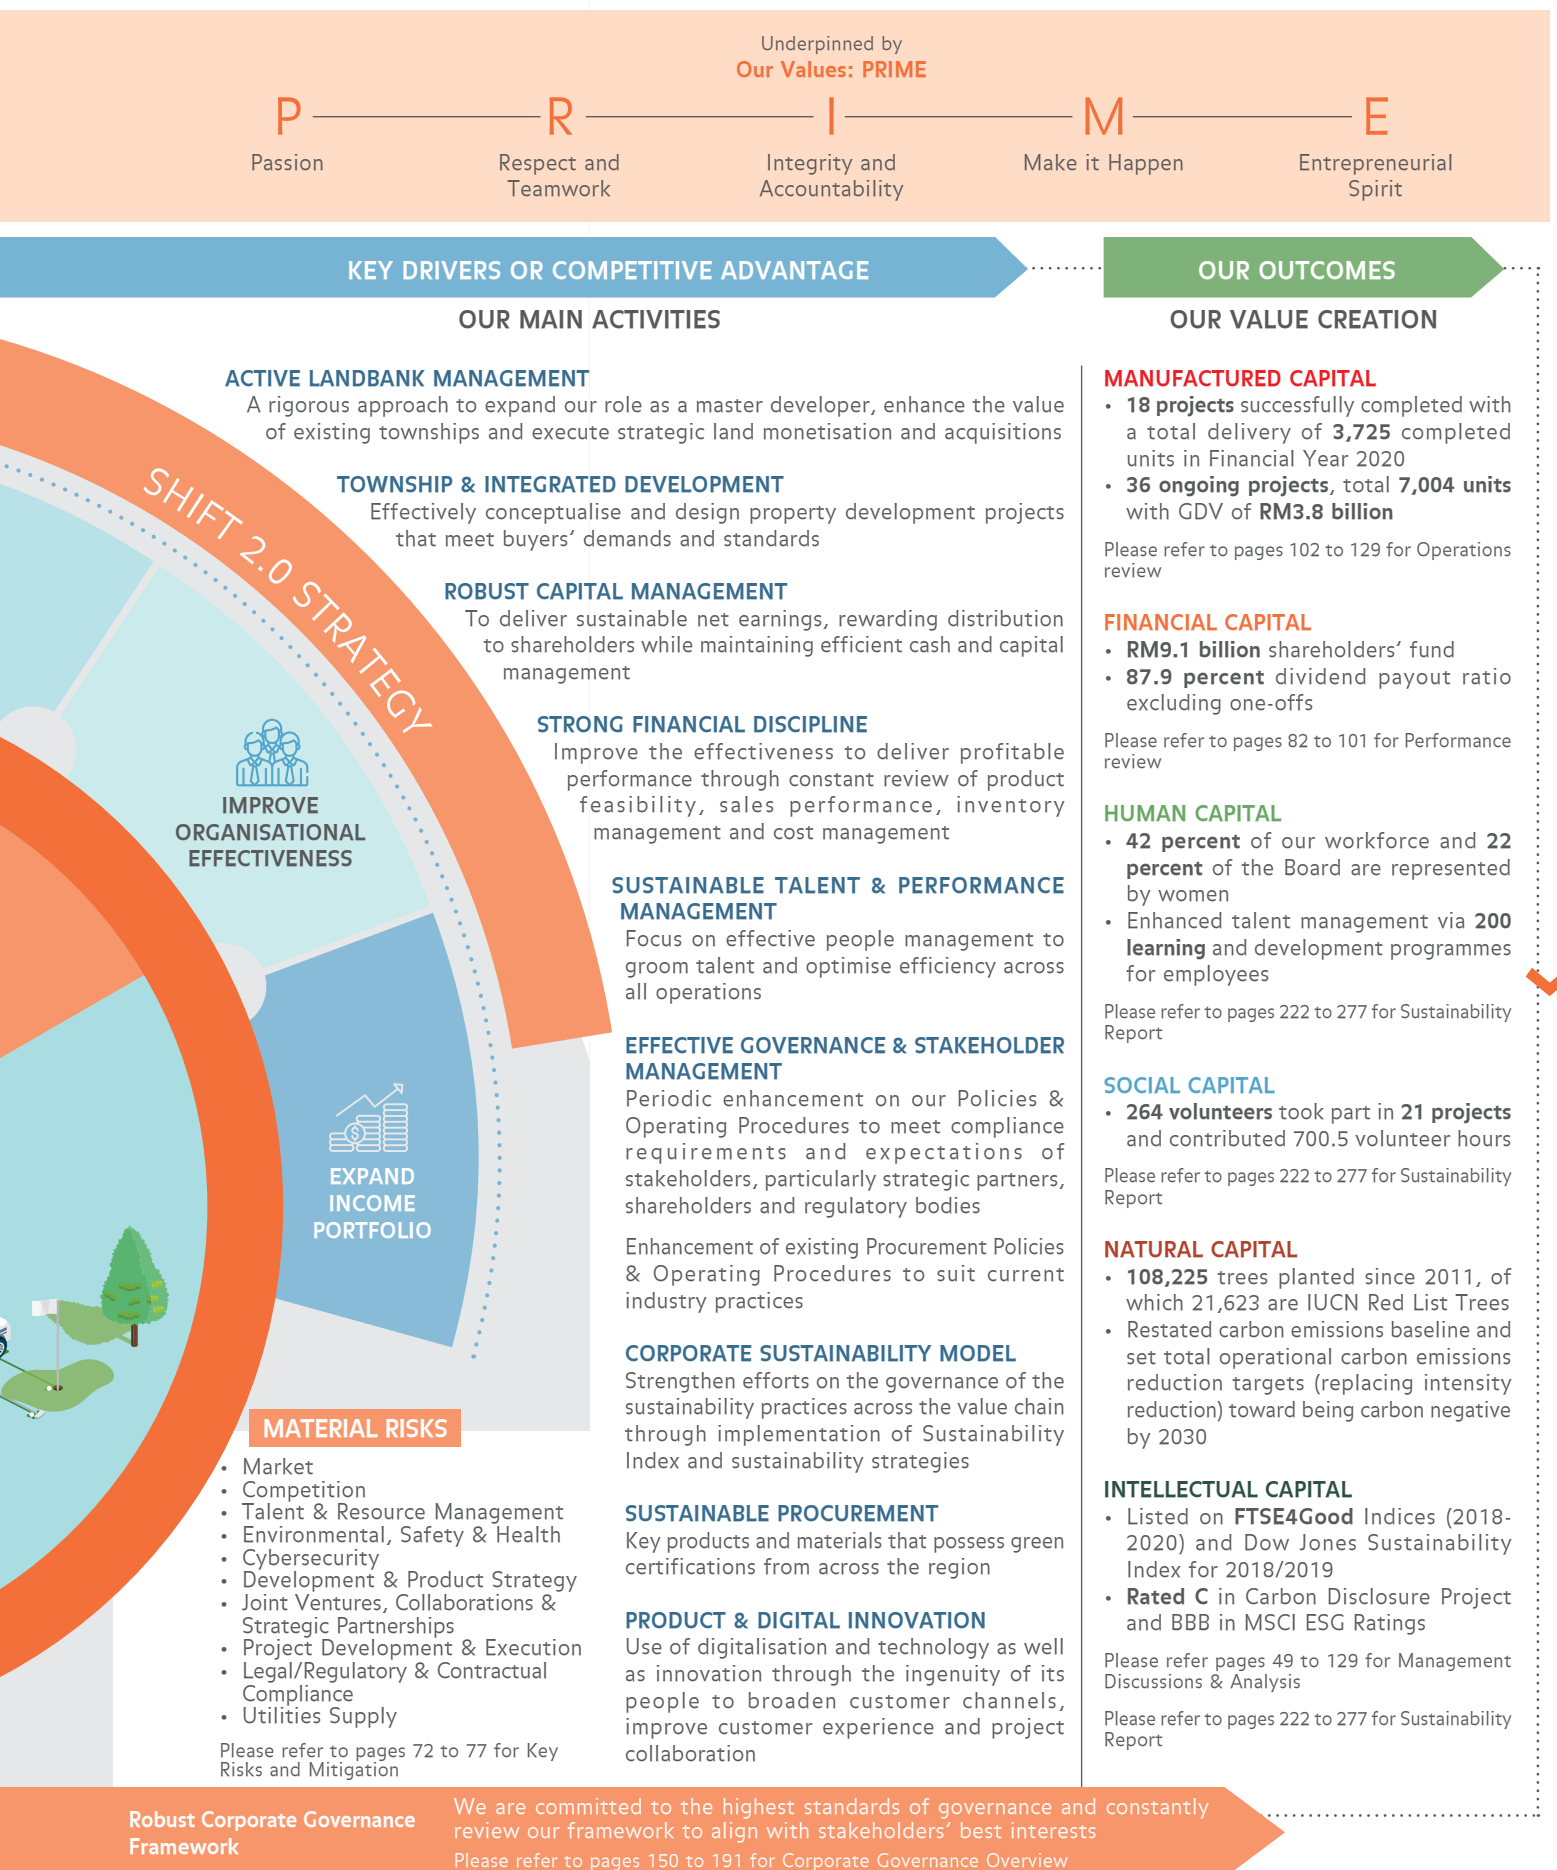 Underpinned by
Our Values: PRIME
P R I M E
Passion
Respect and
Teamwork
Integrity and
Accountability
Make it Happen
Entrepreneurial
Spirit
KEY DRIVERS OR COMPETITIVE ADVANTAGE
OUR MAIN ACTIVITIES
SHIFT 2.0 STRATEGY
IMPROVE
ORGANISATIONAL
EFFECTIVENESS
EXPAND
INCOME
PORTFOLIO
ACTIVE LANDBANK MANAGEMENT
A rigorous approach to expand our role as a master developer, enhance the value
of existing townships and execute strategic land monetisation and acquisitions
TOWNSHIP & INTEGRATED DEVELOPMENT
Effectively conceptualise and design property development projects
that meet buyers’ demands and standards
ROBUST CAPITAL MANAGEMENT
To deliver sustainable net earnings, rewarding distribution
to shareholders while maintaining efficient cash and capital
management
STRONG FINANCIAL DISCIPLINE
Improve the effectiveness to deliver profitable
performance through constant review of product
feasibility, sales performance, inventory
management and cost management
SUSTAINABLE TALENT & PERFORMANCE
MANAGEMENT
Focus on effective people management to
groom talent and optimise efficiency across
all operations
EFFECTIVE GOVERNANCE & STAKEHOLDER
MANAGEMENT
Periodic enhancement on our Policies &
Operating Procedures to meet compliance
requirements and expectations of
stakeholders, particularly strategic partners,
shareholders and regulatory bodies
Enhancement of existing Procurement Policies
& Operating Procedures to suit current
industry practices
CORPORATE SUSTAINABILITY MODEL
Strengthen efforts on the governance of the
sustainability practices across the value chain
through implementation of Sustainability
Index and sustainability strategies
SUSTAINABLE PROCUREMENT
Key products and materials that possess green
certifications from across the region
PRODUCT & DIGITAL INNOVATION
Use of digitalisation and technology as well
as innovation through the ingenuity of its
people to broaden customer channels,
improve customer experience and project
collaboration
MATERIAL RISKS
• Market
• Competition
• Talent & Resource Management
• Environmental, Safety & Health
• Cybersecurity
• Development & Product Strategy
• Joint Ventures, Collaborations &
Strategic Partnerships
• Project Development & Execution
• Legal/Regulatory & Contractual
Compliance
• Utilities Supply
Please refer to pages 72 to 77 for Key
Risks and Mitigation
OUR OUTCOMES
OUR VALUE CREATION
MANUFACTURED CAPITAL
• 18 projects successfully completed with
a total delivery of 3,725 completed
units in Financial Year 2020
• 36 ongoing projects, total 7,004 units
with GDV of RM3.8 billion
Please refer to pages 102 to 129 for Operations
review
FINANCIAL CAPITAL
• RM9.1 billion shareholders’ fund
• 87.9 percent dividend payout ratio
excluding one-offs
Please refer to pages 82 to 101 for Performance
review
HUMAN CAPITAL
• 42 percent of our workforce and 22
percent of the Board are represented
by women
• Enhanced talent management via 200
learning and development programmes
for employees
Please refer to pages 222 to 277 for Sustainability
Report
SOCIAL CAPITAL
• 264 volunteers took part in 21 projects
and contributed 700.5 volunteer hours
Please refer to pages 222 to 277 for Sustainability
Report
NATURAL CAPITAL
• 108,225 trees planted since 2011, of
which 21,623 are IUCN Red List Trees
• Restated carbon emissions baseline and
set total operational carbon emissions
reduction targets (replacing intensity
reduction) toward being carbon negative
by 2030
INTELLECTUAL CAPITAL
• Listed on FTSE4Good Indices (2018-
2020) and Dow Jones Sustainability
Index for 2018/2019
• Rated C in Carbon Disclosure Project
and BBB in MSCI ESG Ratings
Please refer pages 49 to 129 for Management
Discussions & Analysis
Please refer to pages 222 to 277 for Sustainability
Report
Robust Corporate Governance
Framework
We are committed to the highest standards of governance and constantly
review our framework to align with stakeholders’ best interests
Please refer to pages 150 to 191 for Corporate Governance Overview